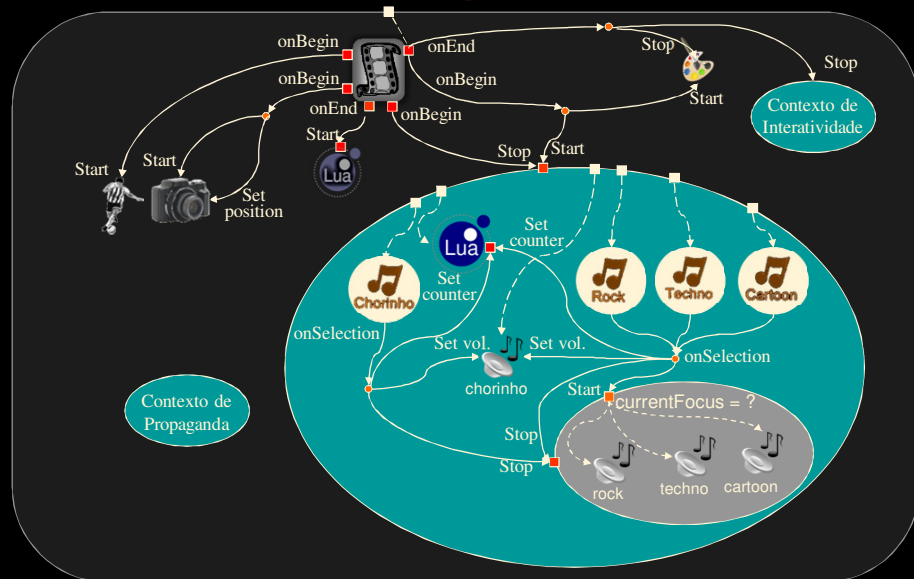 onBegin
onEnd
Stop
onBegin
onBegin
Stop
onEnd
onBegin
Start
Contexto de
Interatividade
Start
Stop
Start
Start
Start
Lua
Set
position
Set
counter
Lua
Set
counter
Chorinho
Rock
Techno
Cartoon
onSelection
Set vol.
Set vol.
onSelection
chorinho
Start
currentFocus = ?
Contexto de
Propaganda
Stop
Stop
rock
techno
cartoon